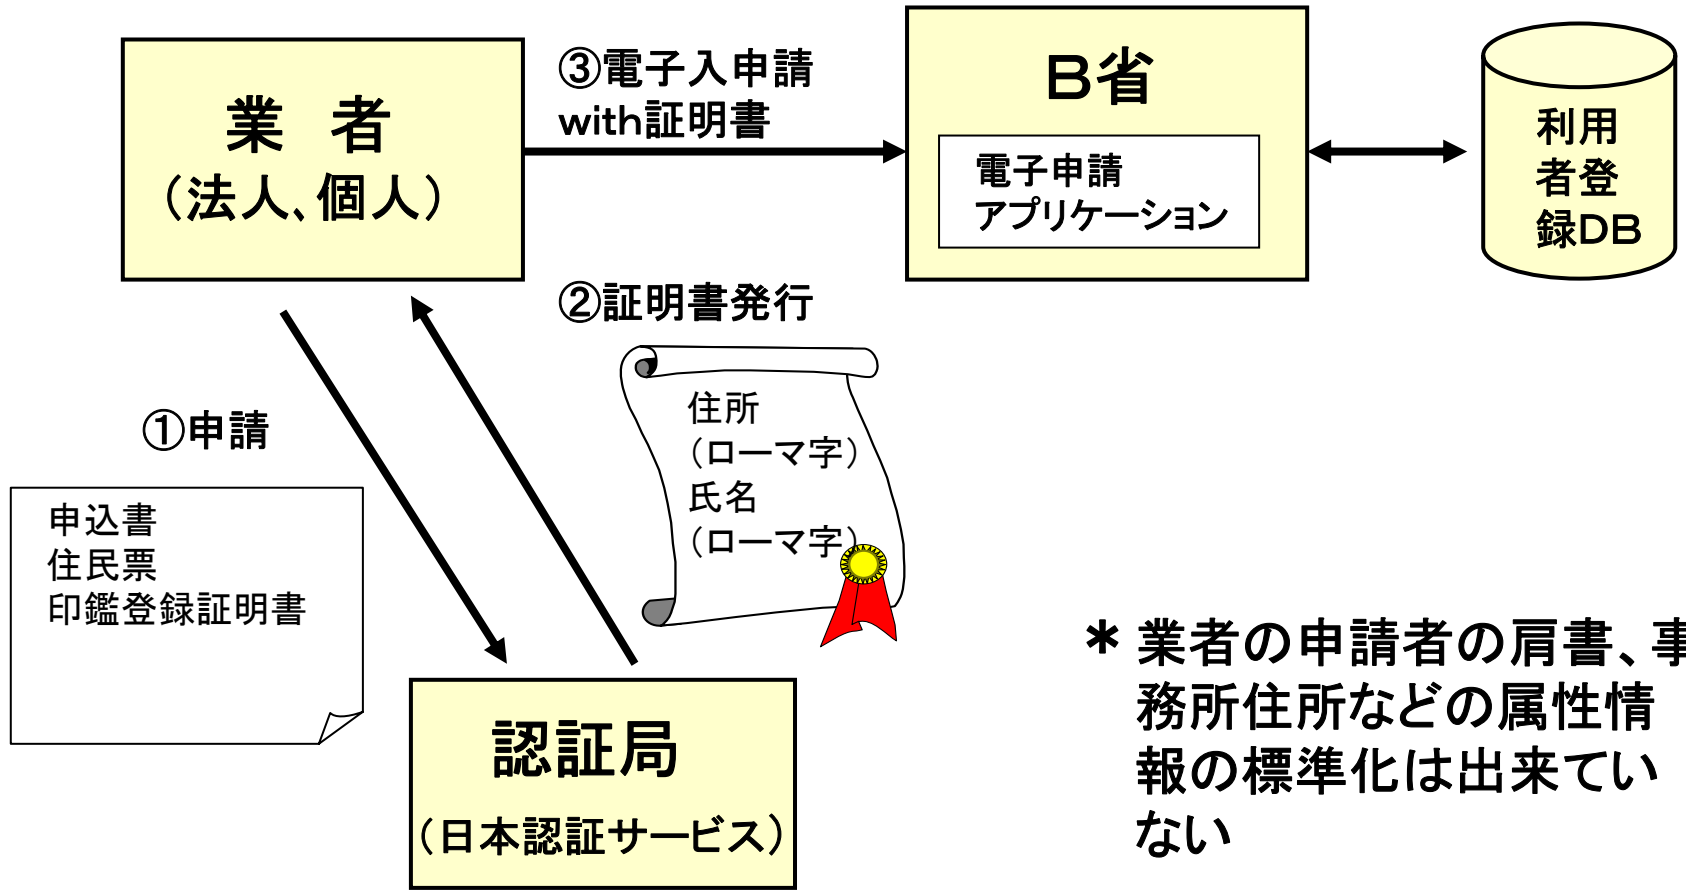 業 者
（法人、個人）
③電子入申請
with証明書
B省
電子申請
アプリケーション
利用
者登
録DB
②証明書発行
住所
（ローマ字）
氏名
（ローマ字）
①申請
申込書
住民票
印鑑登録証明書
認証局
（日本認証サービス）
＊業者の申請者の肩書、事
務所住所などの属性情
報の標準化は出来てい
ない